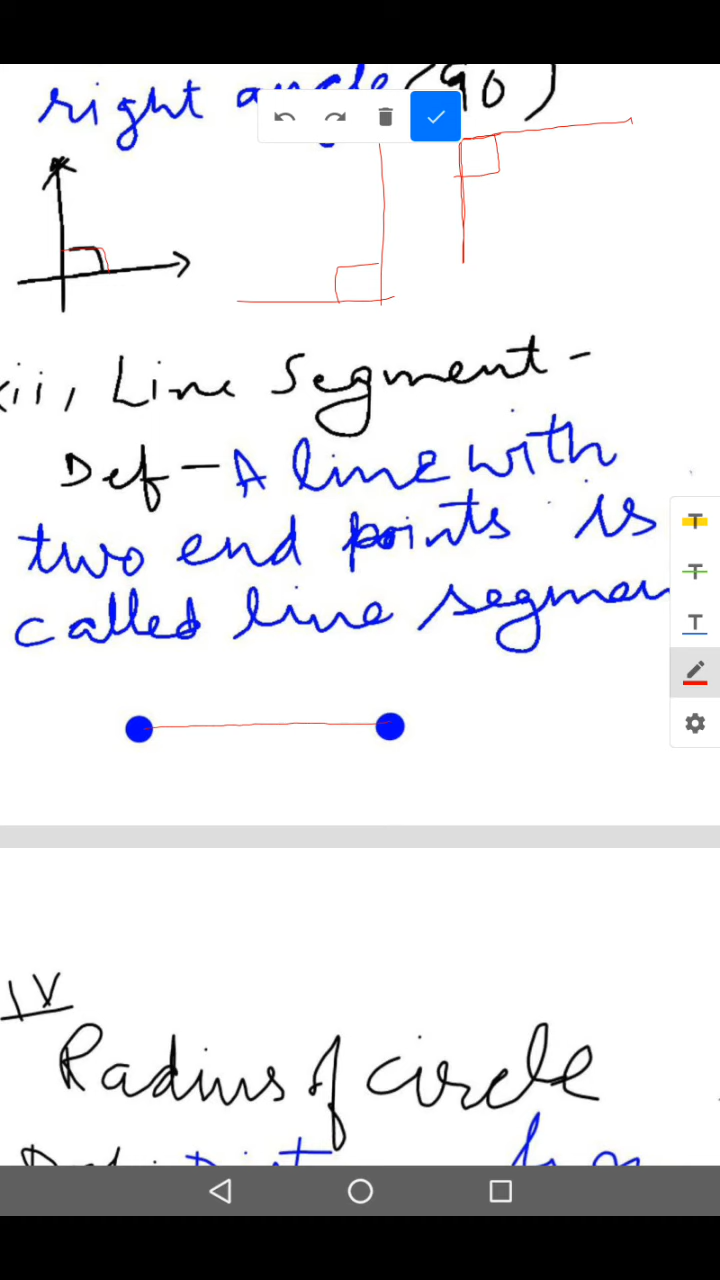 right angle (90)
iii, Line Segment -
Def - A line with
two end points is
called line segmen
IV
Radius of circle